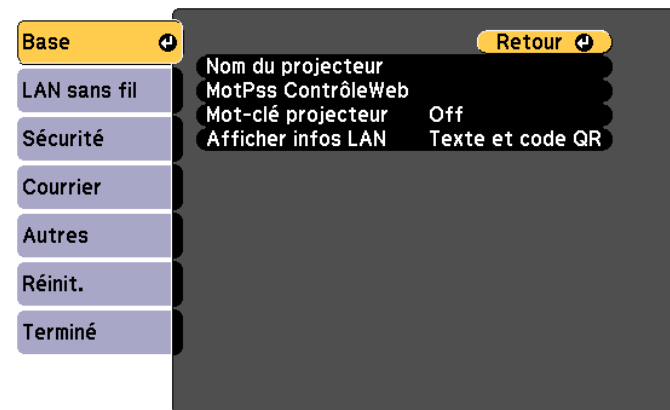 Base
LAN sans fil
Sécurité
Courrier
Autres
Réinit.
Terminé
Retour
Nom du projecteur
MotPss ContrôleWeb
Mot-clé projecteur Off
Afficher infos LAN Texte et code QR